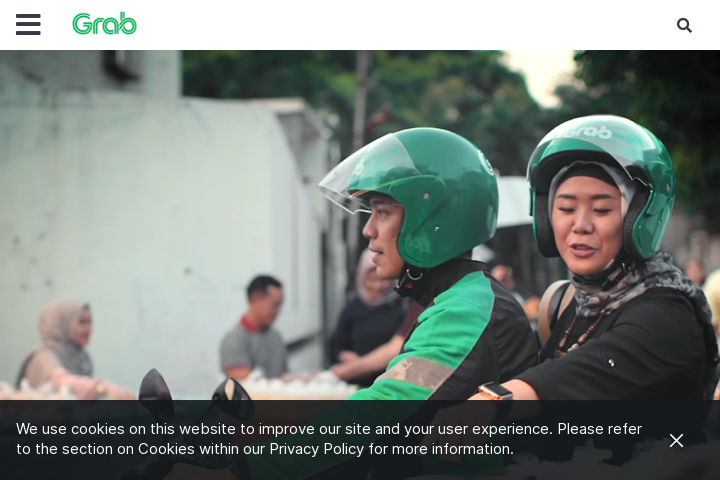 Grab
Grab
We use cookies on this website to improve our site and your user experience. Please refer
to the section on Cookies within our Privacy Policy for more information.